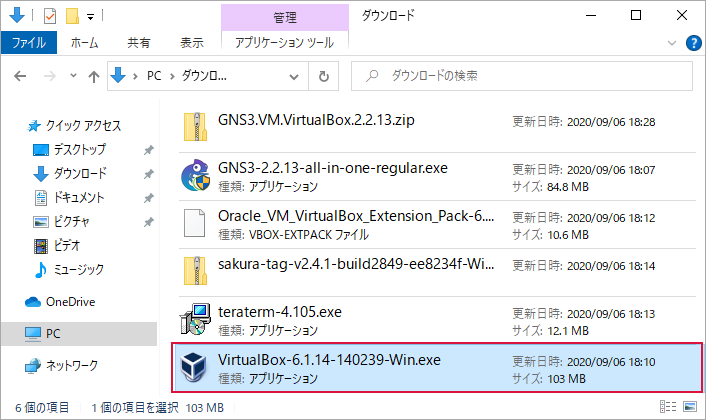 管理
ダウンロード
ファイル
ホーム
共有
表示
アプリケーション ツール
PC
ダウンロ...
ダウンロードの検索
クイック アクセス
デスクトップ
ダウンロード
ドキュメント
ピクチャ
ビデオ
ミュージック
OneDrive
PC
ネットワーク
GNS3.VM.VirtualBox.2.2.13.zip
更新日時: 2020/09/06 18:28
GNS3-2.2.13-all-in-one-regular.exe
更新日時: 2020/09/06 18:07
種類: アプリケーション
サイズ: 84.8 MB
Oracle_VM_VirtualBox_Extension_Pack-6....
更新日時: 2020/09/06 18:12
種類: VBOX-EXTPACK ファイル
サイズ: 10.6 MB
sakura-tag-v2.4.1-build2849-ee8234f-Wi...
更新日時: 2020/09/06 18:14
teraterm-4.105.exe
更新日時: 2020/09/06 18:13
種類: アプリケーション
サイズ: 12.1 MB
VirtualBox-6.1.14-140239-Win.exe
更新日時: 2020/09/06 18:10
種類: アプリケーション
サイズ: 103 MB
6 個の項目
1 個の項目を選択 103 MB